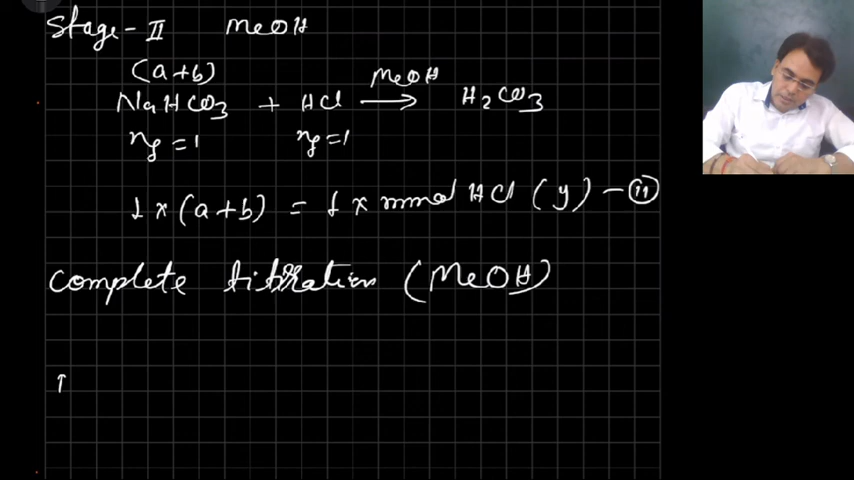 Stage - II MeOH
(a+b)
NaHCO3 + HCl MeOH → H2CO3
nf = 1 nf = 1
1 × (a+b) = 1 × mmol HCl (y) - (ii)
Complete titration (MeOH)